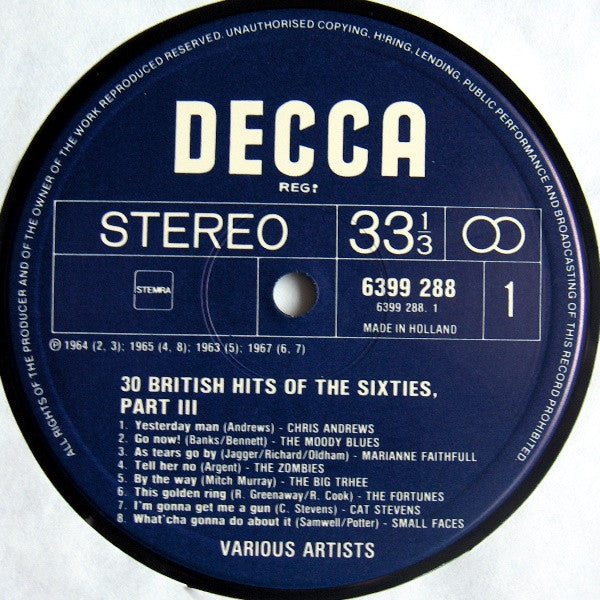 ALL RIGHTS OF THE PRODUCER AND OF THE OWNER OF THE WORK REPRODUCED RESERVED. UNAUTHORISED COPYING, HIRING, LENDING, PUBLIC PERFORMANCE AND BROADCASTING OF THIS RECORD PROHIBITED.
DECCA
REGD
STEREO 33 1/3
STEMRA
6399 288
6399 288. 1
1
MADE IN HOLLAND
℗ 1964 (2, 3); 1965 (4, 8); 1963 (5); 1967 (6, 7)
30 BRITISH HITS OF THE SIXTIES,
PART III
1. Yesterday man (Andrews) - CHRIS ANDREWS
2. Go now! (Banks/Bennett) - THE MOODY BLUES
3. As tears go by (Jagger/Richard/Oldham) - MARIANNE FAITHFULL
4. Tell her no (Argent) - THE ZOMBIES
5. By the way (Mitch Murray) - THE BIG TRHEE
6. This golden ring (R. Greenaway/R. Cook) - THE FORTUNES
7. I'm gonna get me a gun (C. Stevens) - CAT STEVENS
8. What'cha gonna do about it (Samwell/Potter) - SMALL FACES
VARIOUS ARTISTS